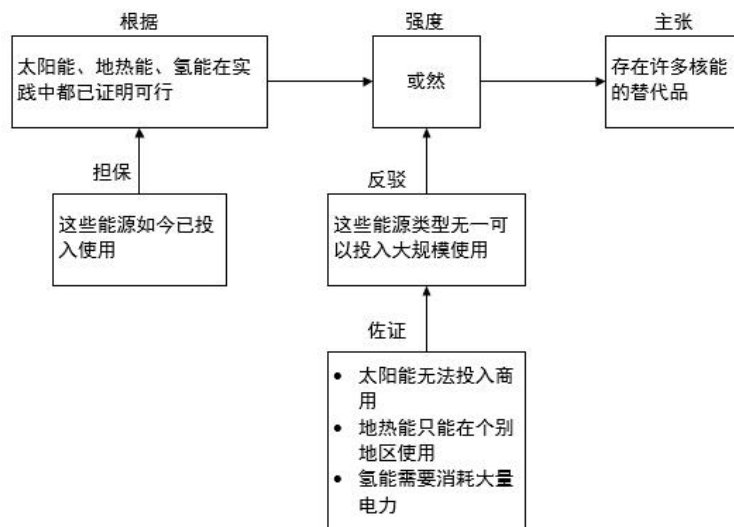 根据
强度
主张
太阳能、地热能、氢能在实
践中都已证明可行
或然
存在许多核能
的替代品
担保
反驳
这些能源如今已投
入使用
这些能源类型无一可
以投入大规模使用
佐证
• 太阳能无法投入商
用
• 地热能只能在个别
地区使用
• 氢能需要消耗大量
电力